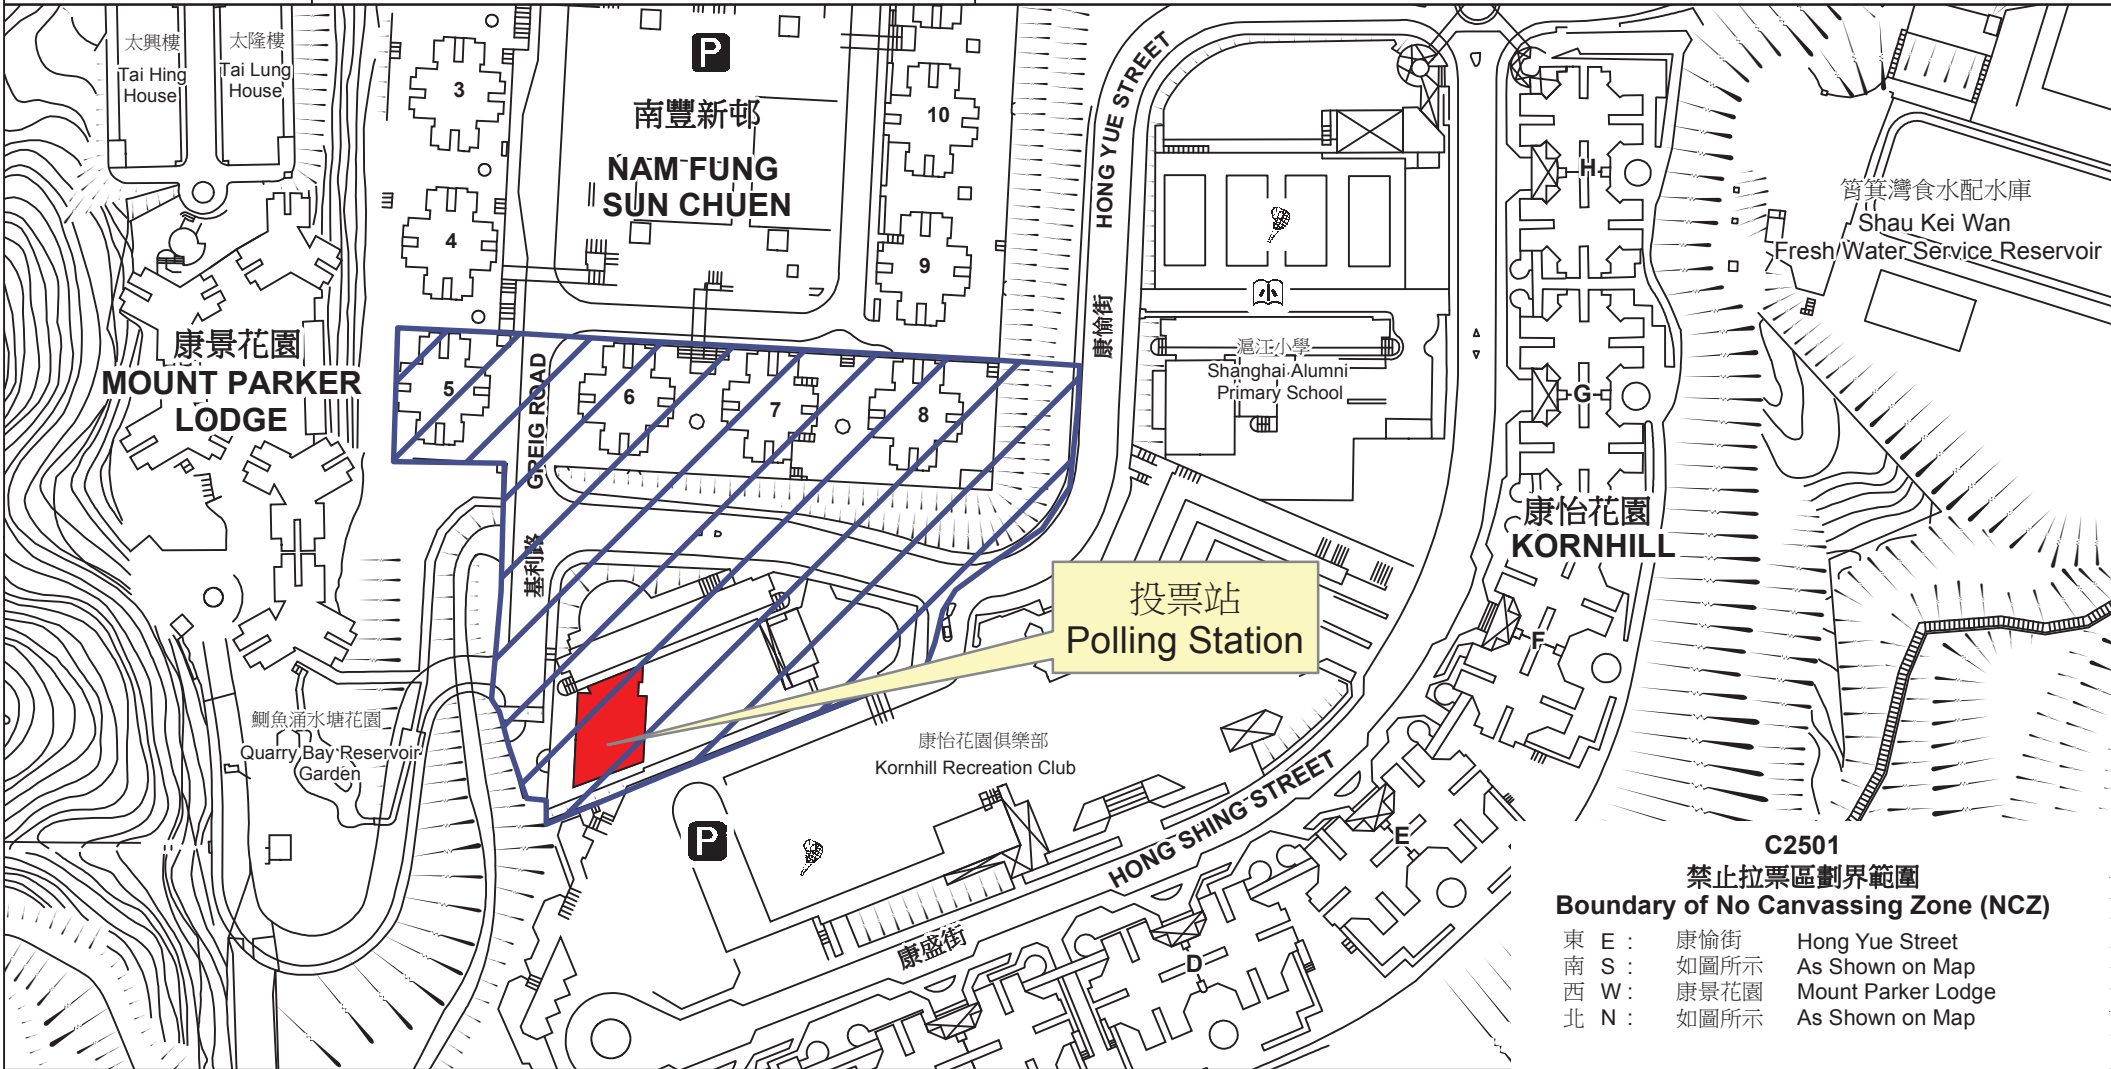 太興樓
Tai Hing
House
太隆樓
Tai Lung
House
3
P
南豐新邨
NAM FUNG
SUN CHUEN
10
4
9
HONG YUE STREET
康愉街
H
筲箕灣食水配水庫
Shau Kei Wan
Fresh Water Service Reservoir
康景花園
MOUNT PARKER
LODGE
5
GREIG ROAD
基利路
6
7
8
滬江小學
Shanghai Alumni
Primary School
G
康怡花園
KORNHILL
投票站
Polling Station
F
鰂魚涌水塘花園
Quarry Bay Reservoir
Garden
康怡花園俱樂部
Kornhill Recreation Club
P
HONG SHING STREET
康盛街
E
D
C2501
禁止拉票區劃界範圍
Boundary of No Canvassing Zone (NCZ)
東 E : 康愉街 Hong Yue Street
南 S : 如圖所示 As Shown on Map
西 W : 康景花園 Mount Parker Lodge
北 N : 如圖所示 As Shown on Map